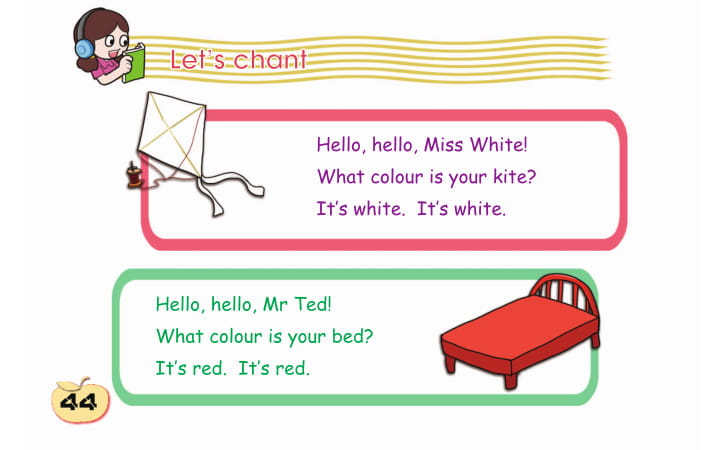 Let's chant
Hello, hello, Miss White!
What colour is your kite?
It's white. It's white.
Hello, hello, Mr Ted!
What colour is your bed?
It's red. It's red.
44